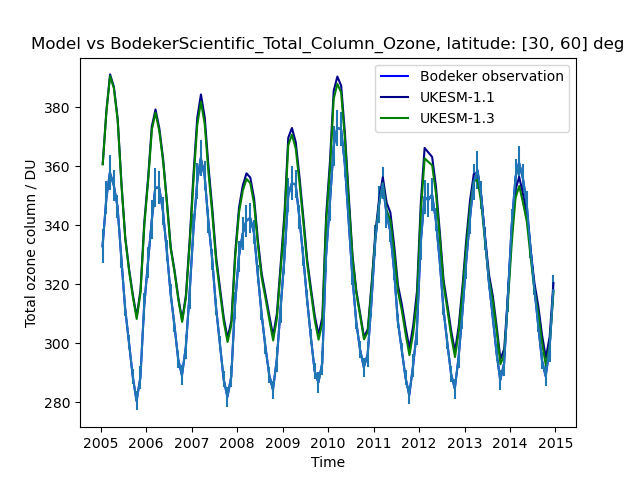 Model vs BodekerScientific_Total_Column_Ozone, latitude: [30, 60] deg
Bodeker observation
UKESM-1.1
UKESM-1.3
Total ozone column / DU
380
360
340
320
300
280
2005 2006 2007 2008 2009 2010 2011 2012 2013 2014 2015
Time